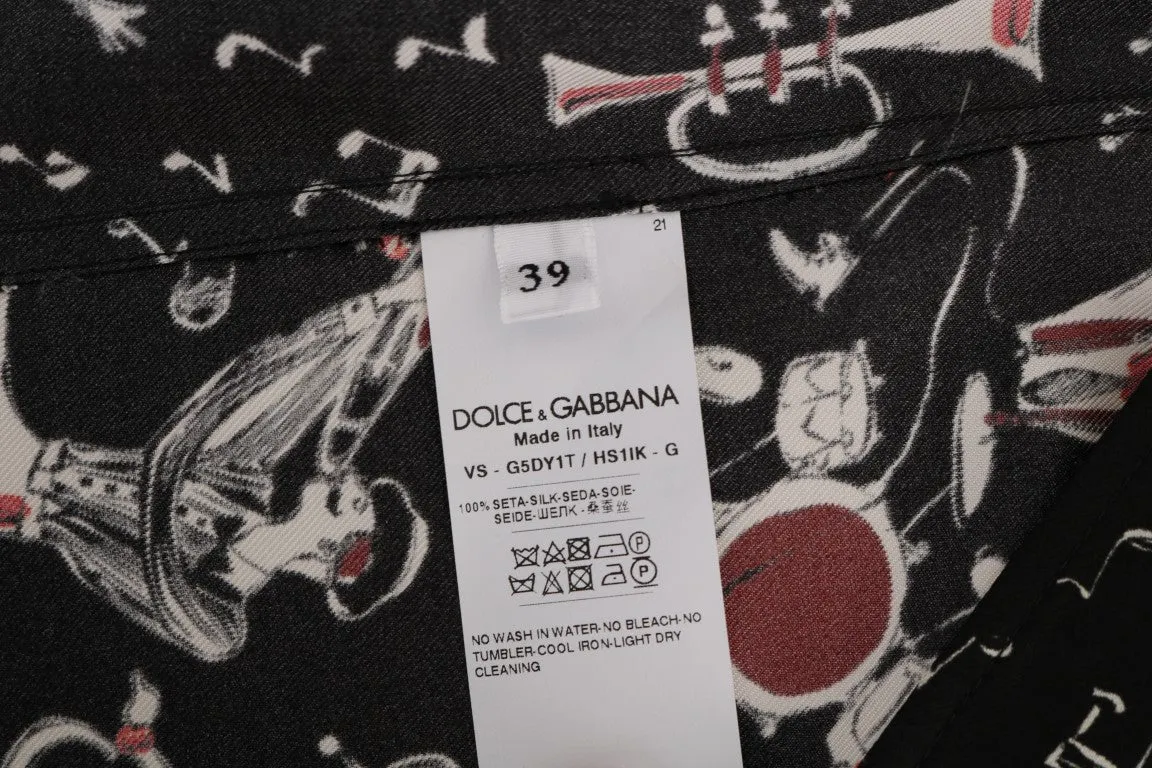 21
39
DOLCE & GABBANA
Made in Italy
VS - G5DY1T / HS1IK - G
100% SETA-SILK-SEDA-SOIE-
SEIDE-ШЕЛК-桑蚕丝
P
P
NO WASH IN WATER-NO BLEACH-NO
TUMBLER-COOL IRON-LIGHT DRY
CLEANING